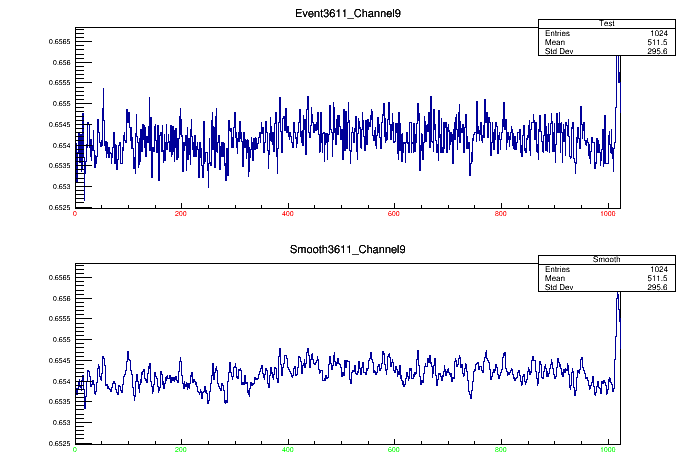 Event3611_Channel9
Test
Entries 1024
Mean 511.5
Std Dev 295.6
0.6565
0.656
0.6555
0.655
0.6545
0.654
0.6535
0.653
0.6525
0 200 400 600 800 1000
Smooth3611_Channel9
Smooth
Entries 1024
Mean 511.5
Std Dev 295.6
0.6565
0.656
0.6555
0.655
0.6545
0.654
0.6535
0.653
0.6525
0 200 400 600 800 1000